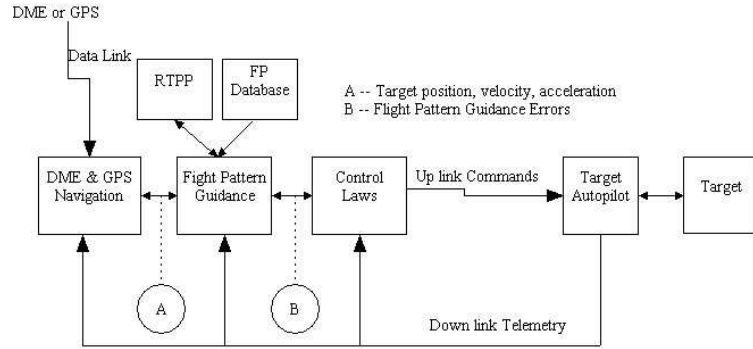 DME or GPS
Data Link
RTPP
FP
Database
A -- Target position, velocity, acceleration
B -- Flight Pattern Guidance Errors
DME & GPS
Navigation
Fight Pattern
Guidance
Control
Laws
Up link Commands
Target
Autopilot
Target
A
B
Down link Telemetry